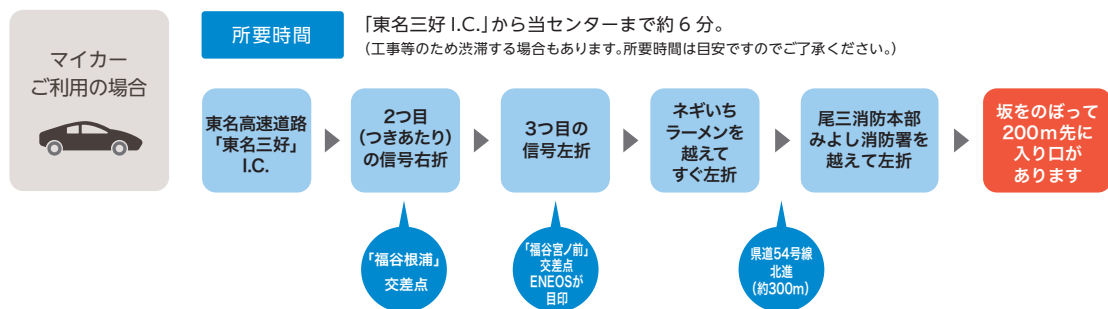 マイカー
ご利用の場合
所要時間
「東名三好 I.C.」から当センターまで約 6 分。
(工事等のため渋滞する場合もあります。所要時間は目安ですのでご了承ください。)
東名高速道路
「東名三好」
I.C.
2つ目
(つきあたり)
の信号右折
3つ目の
信号左折
ネギいち
ラーメンを
越えて
すぐ左折
尾三消防本部
みよし消防署を
越えて左折
坂をのぼって
200m先に
入り口が
あります
「福谷根浦」
交差点
「福谷宮ノ前」
交差点
ENEOSが
目印
県道54号線
北進
(約300m)